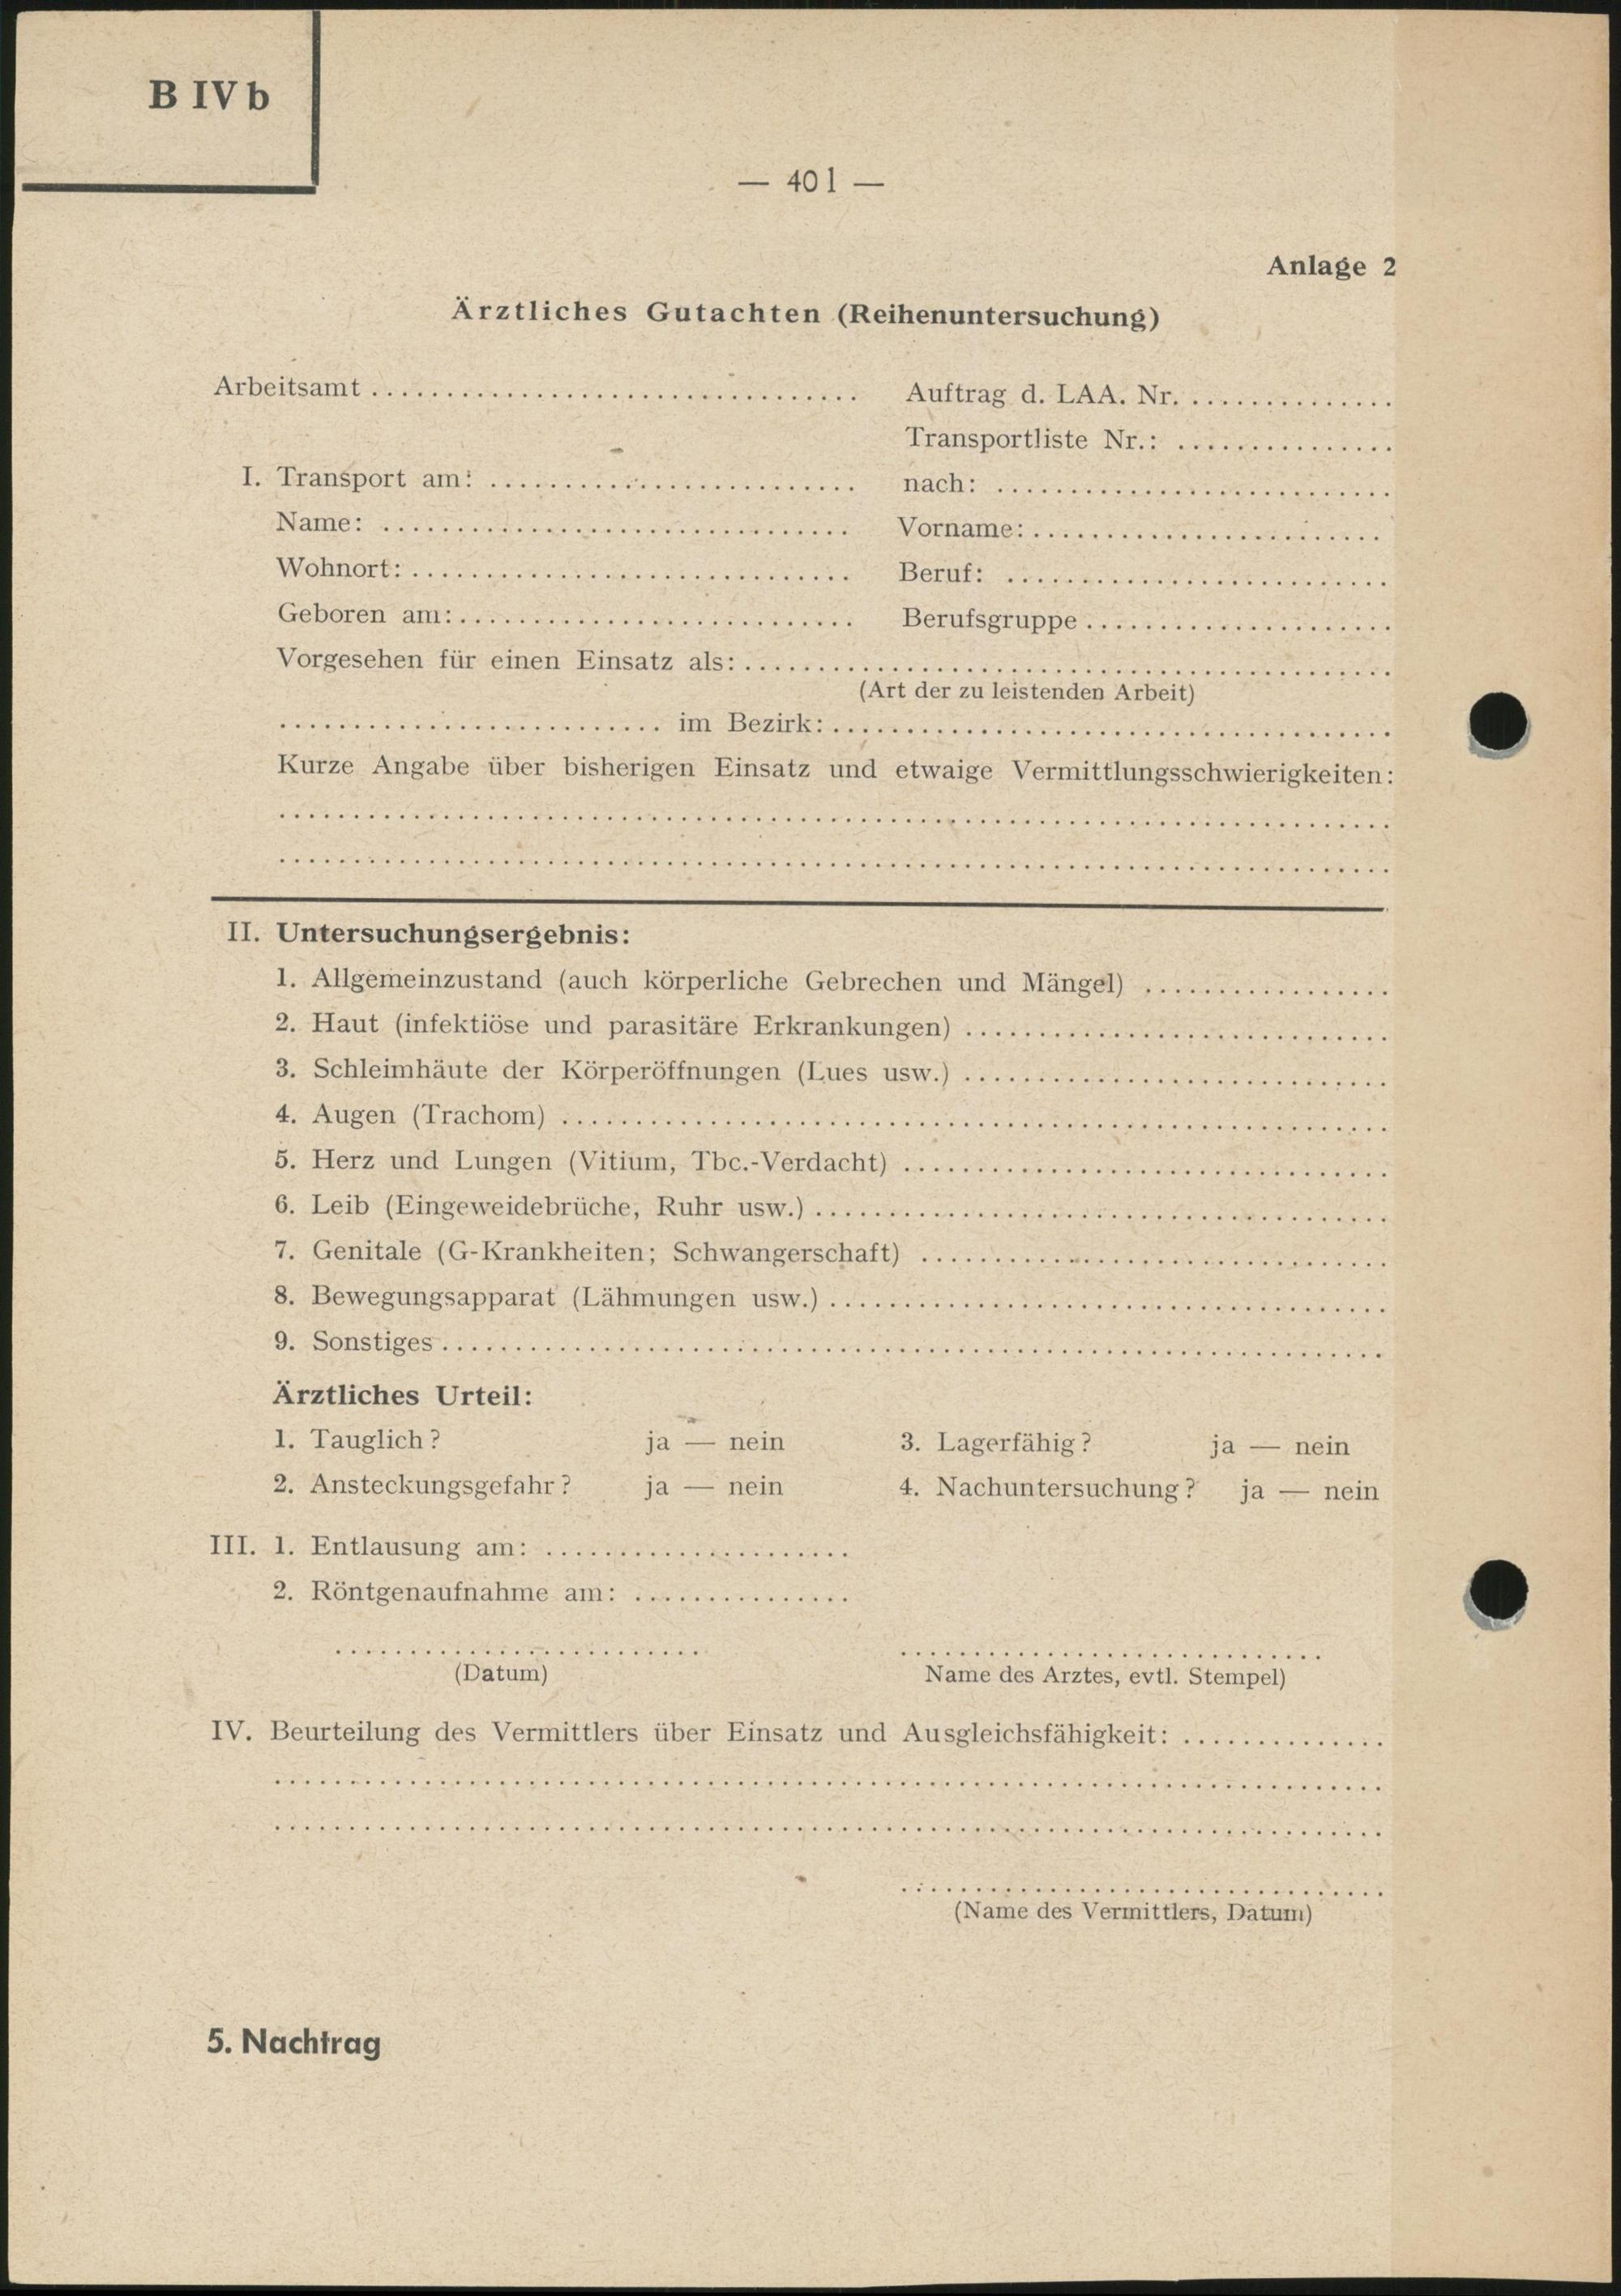 B IV b
— 40 l —
Anlage 2
Ärztliches Gutachten (Reihenuntersuchung)
Arbeitsamt ................................. Auftrag d. LAA. Nr. ..............
Transportliste Nr.: ...............
I. Transport am: ......................... nach: ...........................
Name: ................................ Vorname: ........................
Wohnort: .............................. Beruf: ..........................
Geboren am: ........................... Berufsgruppe .....................
Vorgesehen für einen Einsatz als: ............................................
(Art der zu leistenden Arbeit)
.......................... im Bezirk: ......................................
Kurze Angabe über bisherigen Einsatz und etwaige Vermittlungsschwierigkeiten:
............................................................................
............................................................................
II. Untersuchungsergebnis:
1. Allgemeinzustand (auch körperliche Gebrechen und Mängel) .................
2. Haut (infektiöse und parasitäre Erkrankungen) .............................
3. Schleimhäute der Körperöffnungen (Lues usw.) .............................
4. Augen (Trachom) ........................................................
5. Herz und Lungen (Vitium, Tbc.-Verdacht) .................................
6. Leib (Eingeweidebrüche, Ruhr usw.) .......................................
7. Genitale (G-Krankheiten; Schwangerschaft) ................................
8. Bewegungsapparat (Lähmungen usw.) ......................................
9. Sonstiges ................................................................
Ärztliches Urteil:
1. Tauglich? ja — nein 3. Lagerfähig? ja — nein
2. Ansteckungsgefahr? ja — nein 4. Nachuntersuchung? ja — nein
III. 1. Entlausung am: .....................
2. Röntgenaufnahme am: ...............
......................... .............................
(Datum) Name des Arztes, evtl. Stempel)
IV. Beurteilung des Vermittlers über Einsatz und Ausgleichsfähigkeit: ..............
............................................................................
............................................................................
.................................
(Name des Vermittlers, Datum)
5. Nachtrag